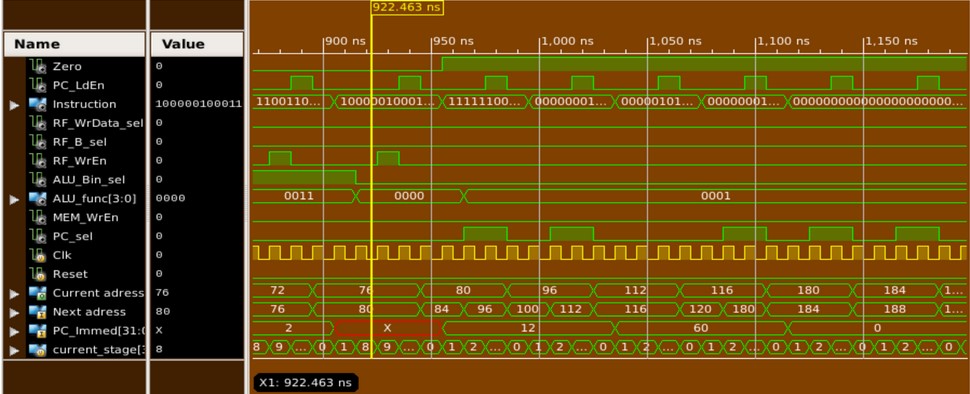 922.463 ns
Name Value 900 ns 950 ns 1,000 ns 1,050 ns 1,100 ns 1,150 ns
Zero 0
PC_LdEn 0
Instruction 100000100011 1100110... 10000010001... 11111100... 00000001... 00000101... 00000001... 0000000000000000000000...
RF_WrData_sel 0
RF_B_sel 0
RF_WrEn 0
ALU_Bin_sel 0
ALU_func[3:0] 0000 0011 0000 0001
MEM_WrEn 0
PC_sel 0
Clk 0
Reset 0
Current adress 76 72 76 80 96 112 116 180 184 1...
Next adress 80 76 80 84 96 100 112 116 120 180 184 188 1...
PC_Immed[31:0 X 2 X 12 60 0
current_stage[3 8 8 9... 0 1 8 9 ... 0 1 2... 0 1 2... 0 1 2... 0 1 2... 0 1 2... 0 1 2... 0
X1: 922.463 ns